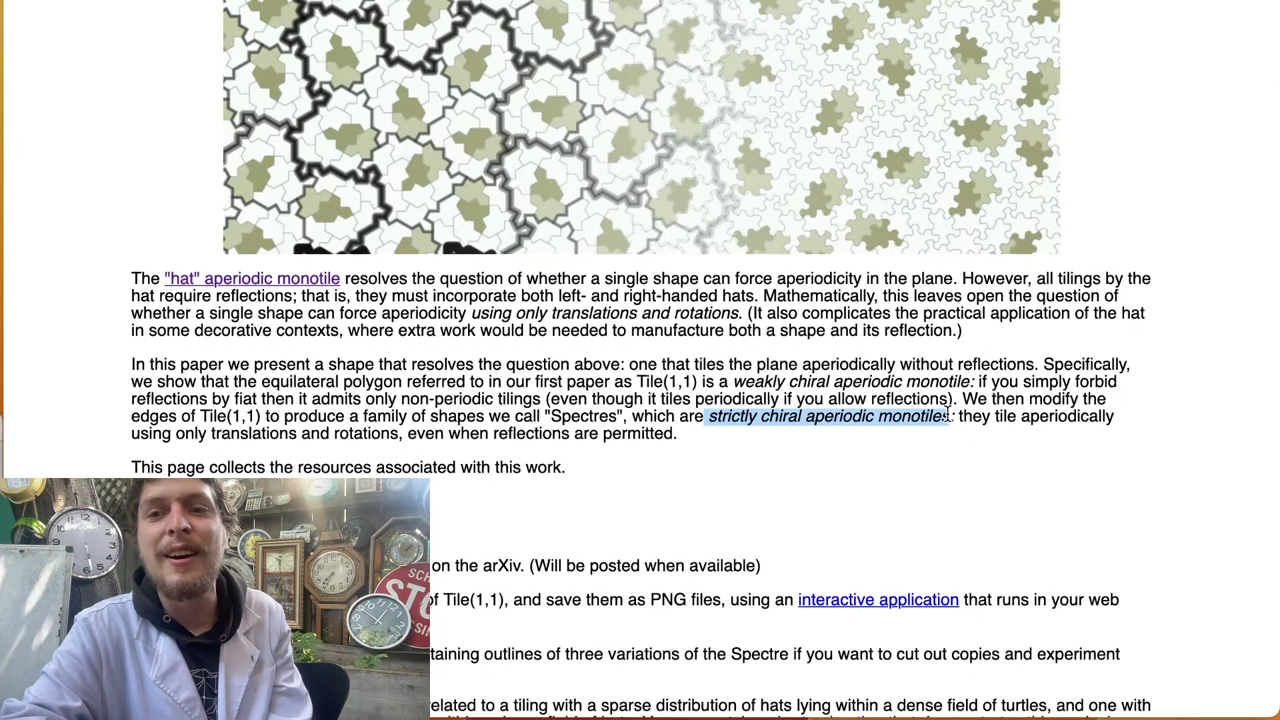 The "hat" aperiodic monotile resolves the question of whether a single shape can force aperiodicity in the plane. However, all tilings by the
hat require reflections; that is, they must incorporate both left- and right-handed hats. Mathematically, this leaves open the question of
whether a single shape can force aperiodicity using only translations and rotations. (It also complicates the practical application of the hat
in some decorative contexts, where extra work would be needed to manufacture both a shape and its reflection.)
In this paper we present a shape that resolves the question above: one that tiles the plane aperiodically without reflections. Specifically,
we show that the equilateral polygon referred to in our first paper as Tile(1,1) is a weakly chiral aperiodic monotile: if you simply forbid
reflections by fiat then it admits only non-periodic tilings (even though it tiles periodically if you allow reflections). We then modify the
edges of Tile(1,1) to produce a family of shapes we call "Spectres", which are strictly chiral aperiodic monotiles: they tile aperiodically
using only translations and rotations, even when reflections are permitted.
This page collects the resources associated with this work.
on the arXiv. (Will be posted when available)
of Tile(1,1), and save them as PNG files, using an interactive application that runs in your web
taining outlines of three variations of the Spectre if you want to cut out copies and experiment
elated to a tiling with a sparse distribution of hats lying within a dense field of turtles, and one with
SCH
STO
SIN